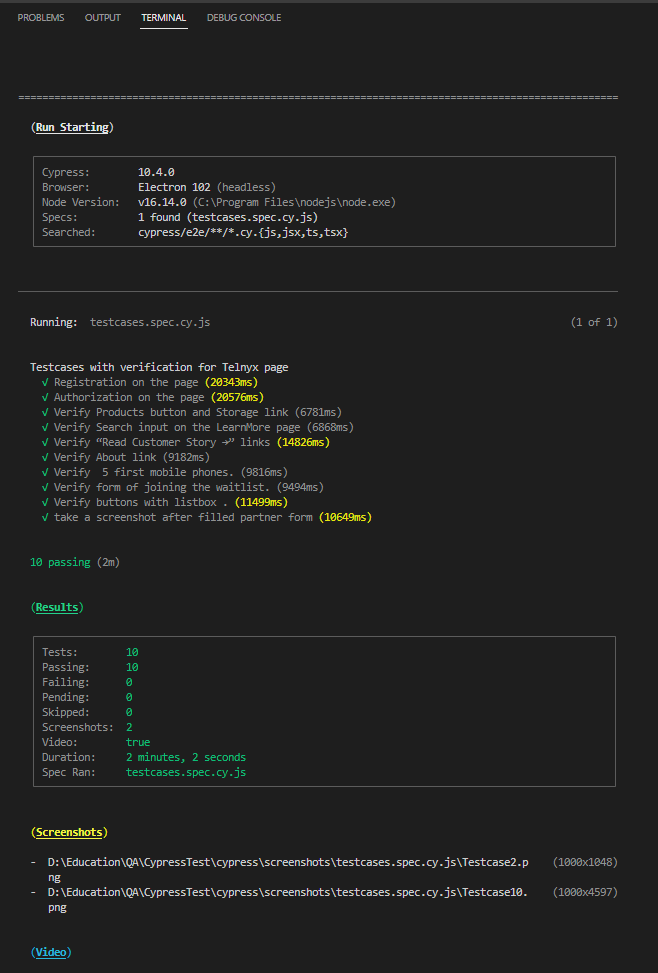 PROBLEMS OUTPUT TERMINAL DEBUG CONSOLE
====================================================================================================
(Run Starting)
Cypress: 10.4.0
Browser: Electron 102 (headless)
Node Version: v16.14.0 (C:\Program Files\nodejs\node.exe)
Specs: 1 found (testcases.spec.cy.js)
Searched: cypress/e2e/**/*.cy.{js,jsx,ts,tsx}
Running: testcases.spec.cy.js (1 of 1)
Testcases with verification for Telnyx page
√ Registration on the page (20343ms)
√ Authorization on the page (20576ms)
√ Verify Products button and Storage link (6781ms)
√ Verify Search input on the LearnMore page (6868ms)
√ Verify “Read Customer Story →” links (14826ms)
√ Verify About link (9182ms)
√ Verify  5 first mobile phones. (9816ms)
√ Verify form of joining the waitlist. (9494ms)
√ Verify buttons with listbox . (11499ms)
√ take a screenshot after filled partner form (10649ms)
10 passing (2m)
(Results)
Tests: 10
Passing: 10
Failing: 0
Pending: 0
Skipped: 0
Screenshots: 2
Video: true
Duration: 2 minutes, 2 seconds
Spec Ran: testcases.spec.cy.js
(Screenshots)
- D:\Education\QA\CypressTest\cypress\screenshots\testcases.spec.cy.js\Testcase2.p (1000x1048)
ng
- D:\Education\QA\CypressTest\cypress\screenshots\testcases.spec.cy.js\Testcase10. (1000x4597)
png
(Video)